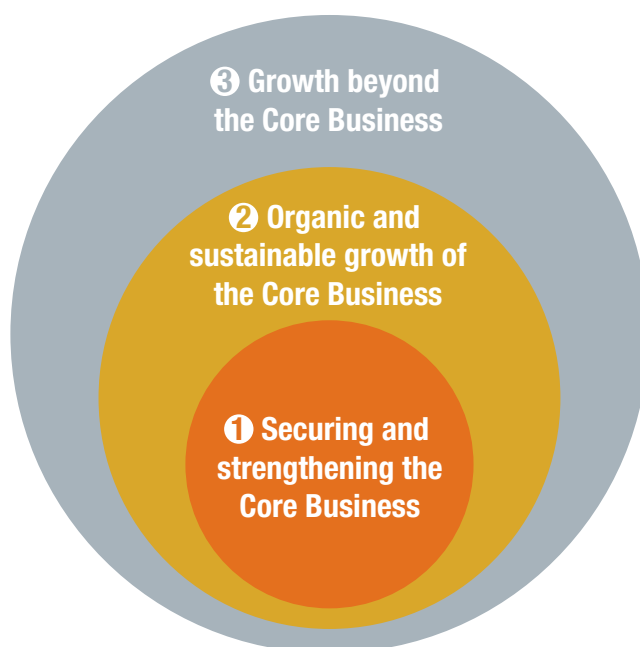 ❸ Growth beyond
the Core Business
❷ Organic and
sustainable growth of
the Core Business
❶ Securing and
strengthening the
Core Business